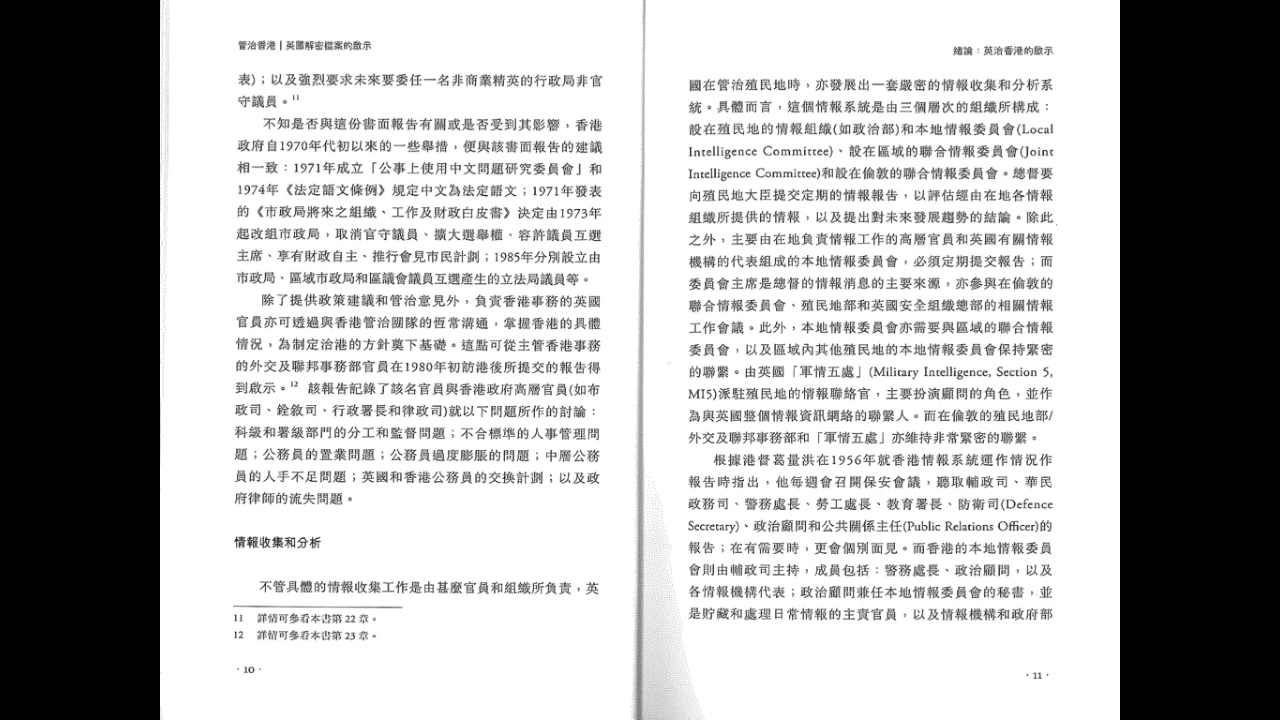 管治香港┃英國解密檔案的啟示
表)；以及強烈要求未來要委任一名非商業精英的行政局非官
守議員。11
不知是否與這份書面報告有關或是否受到其影響，香港
政府自1970年代初以來的一些舉措，便與該書面報告的建議
相一致：1971年成立「公事上使用中文問題研究委員會」和
1974年《法定語文條例》規定中文為法定語文；1971年發表
的《市政局將來之組織、工作及財政白皮書》決定由1973年
起改組市政局，取消官守議員、擴大選舉權、容許議員互選
主席、享有財政自主、推行會見市民計劃；1985年分別設立由
市政局、區域市政局和區議會議員互選產生的立法局議員等。
除了提供政策建議和管治意見外，負責香港事務的英國
官員亦可透過與香港管治團隊的恆常溝通，掌握香港的具體
情況，為制定治港的方針奠下基礎。這點可從主管香港事務
的外交及聯邦事務部官員在1980年初訪港後所提交的報告得
到啟示。12 該報告記錄了該名官員與香港政府高層官員(如布
政司、銓敘司、行政署長和律政司)就以下問題所作的討論：
科級和署級部門的分工和監督問題；不合標準的人事管理問
題；公務員的置業問題；公務員過度膨脹的問題；中層公務
員的人手不足問題；英國和香港公務員的交換計劃；以及政
府律師的流失問題。
情報收集和分析
不管具體的情報收集工作是由甚麼官員和組織所負責，英
11 詳情可參看本書第 22 章。
12 詳情可參看本書第 23 章。
· 10 ·
緒論：英治香港的啟示
國在管治殖民地時，亦發展出一套嚴密的情報收集和分析系
統。具體而言，這個情報系統是由三個層次的組織所構成：
設在殖民地的情報組織(如政治部)和本地情報委員會(Local
Intelligence Committee)、設在區域的聯合情報委員會(Joint
Intelligence Committee)和設在倫敦的聯合情報委員會。總督要
向殖民地大臣提交定期的情報報告，以評估經由在地各情報
組織所提供的情報，以及提出對未來發展趨勢的結論。除此
之外，主要由在地負責情報工作的高層官員和英國有關情報
機構的代表組成的本地情報委員會，必須定期提交報告；而
委員會主席是總督的情報消息的主要來源，亦參與在倫敦的
聯合情報委員會、殖民地部和英國安全組織總部的相關情報
工作會議。此外，本地情報委員會亦需要與區域的聯合情報
委員會，以及區域內其他殖民地的本地情報委員會保持緊密
的聯繫。由英國「軍情五處」(Military Intelligence, Section 5,
MI5)派駐殖民地的情報聯絡官，主要扮演顧問的角色，並作
為與英國整個情報資訊網絡的聯繫人。而在倫敦的殖民地部/
外交及聯邦事務部和「軍情五處」亦維持非常緊密的聯繫。
根據港督葛量洪在1956年就香港情報系統運作情況作
報告時指出，他每週會召開保安會議，聽取輔政司、華民
政務司、警務處長、勞工處長、教育署長、防衛司(Defence
Secretary)、政治顧問和公共關係主任(Public Relations Officer)的
報告；在有需要時，更會個別面見。而香港的本地情報委員
會則由輔政司主持，成員包括：警務處長、政治顧問，以及
各情報機構代表；政治顧問兼任本地情報委員會的秘書，並
是貯藏和處理日常情報的主責官員，以及情報機構和政府部
· 11 ·